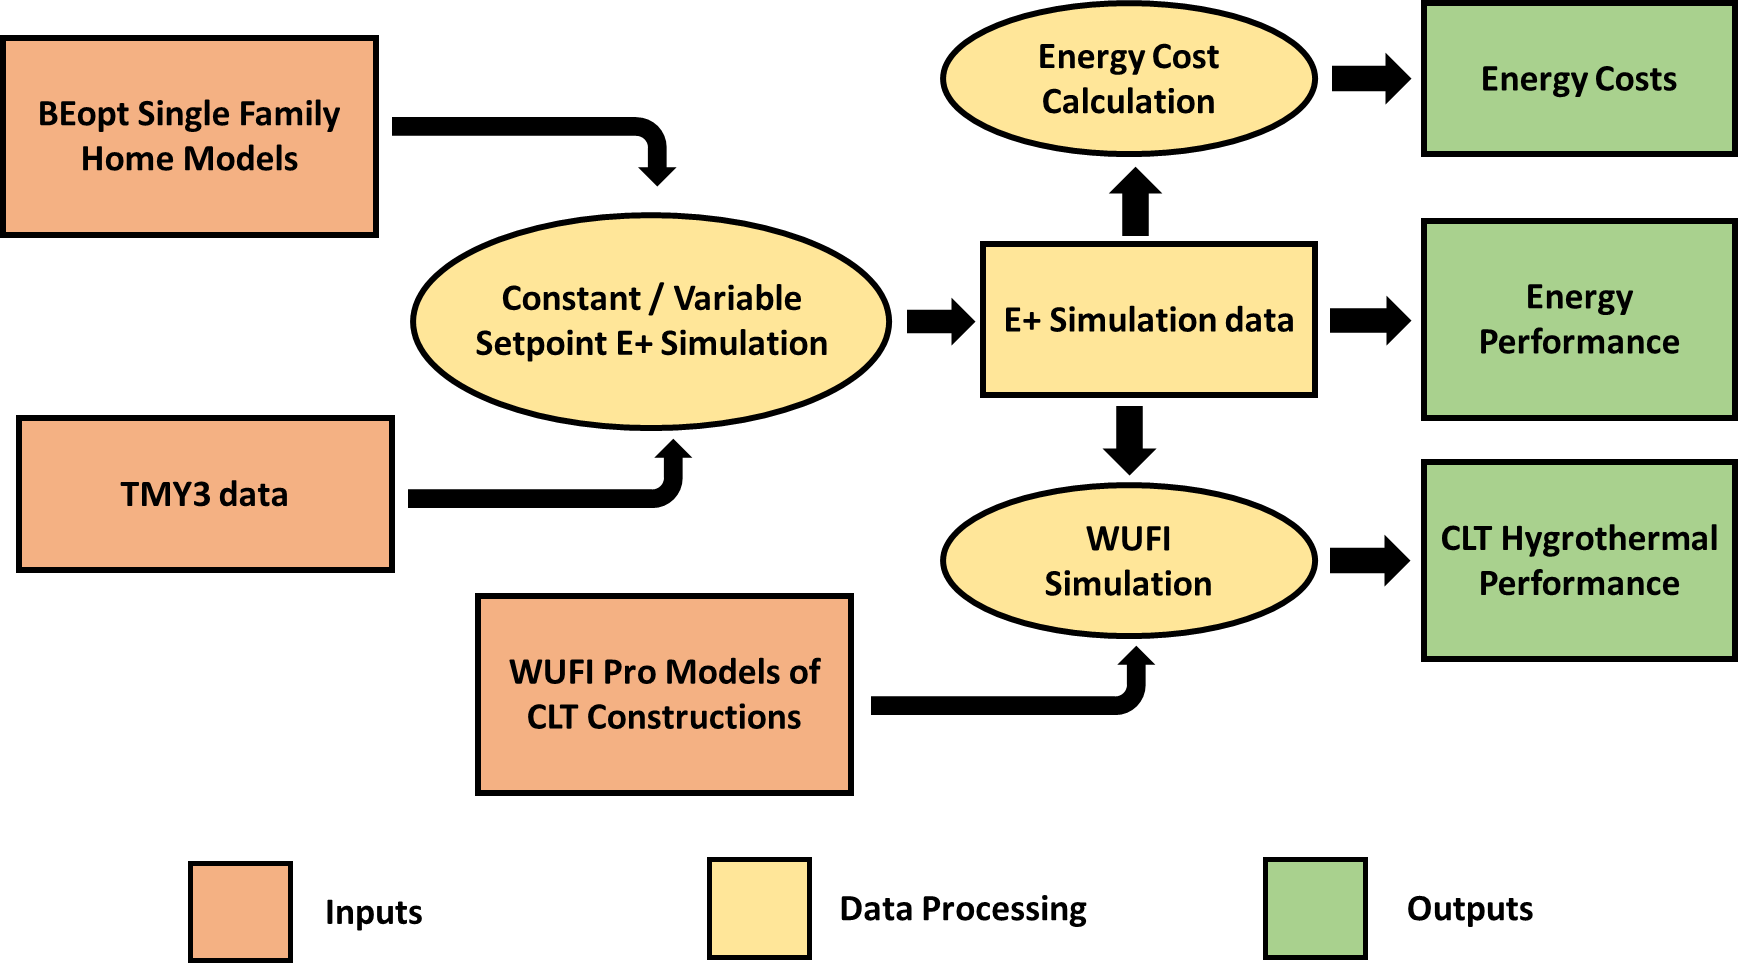 BEopt Single Family
Home Models
Energy Cost
Calculation
Energy Costs
Constant / Variable
Setpoint E+ Simulation
E+ Simulation data
Energy
Performance
TMY3 data
WUFI
Simulation
CLT Hygrothermal
Performance
WUFI Pro Models of
CLT Constructions
Inputs
Data Processing
Outputs